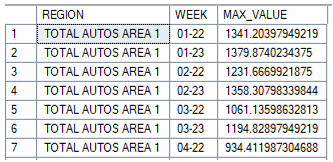 REGION WEEK MAX_VALUE
1 TOTAL AUTOS AREA 1 01-22 1341.20397949219
2 TOTAL AUTOS AREA 1 01-23 1379.8740234375
3 TOTAL AUTOS AREA 1 02-22 1231.6669921875
4 TOTAL AUTOS AREA 1 02-23 1358.30798339844
5 TOTAL AUTOS AREA 1 03-22 1061.13598632813
6 TOTAL AUTOS AREA 1 03-23 1194.82897949219
7 TOTAL AUTOS AREA 1 04-22 934.411987304688